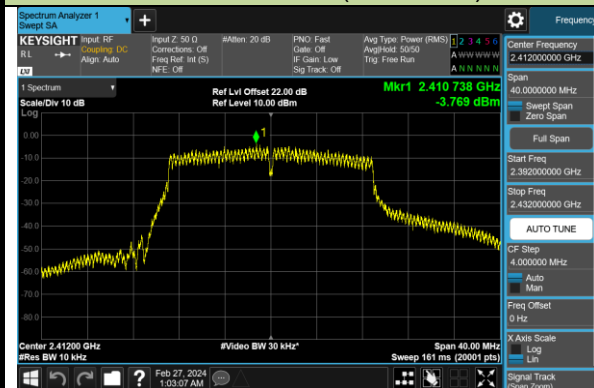 Spectrum Analyzer 1
Swept SA
+
Frequency
KEYSIGHT
RL
LXI
Input: RF
Coupling: DC
Align: Auto
Input Z: 50 Ω
Corrections: Off
Freq Ref: Int (S)
NFE: Off
#Atten: 20 dB
PNO: Fast
Gate: Off
IF Gain: Low
Sig Track: Off
Avg Type: Power (RMS)
Avg|Hold: 50/50
Trig: Free Run
1 2 3 4 5 6
A W W W W W
A N N N N N
1 Spectrum
Scale/Div 10 dB
Log
Ref Lvl Offset 22.00 dB
Ref Level 10.00 dBm
Mkr1 2.410 738 GHz
-3.769 dBm
1
0.00
-10.0
-20.0
-30.0
-40.0
-50.0
-60.0
-70.0
-80.0
Center 2.41200 GHz
#Res BW 10 kHz
#Video BW 30 kHz*
Span 40.00 MHz
Sweep 161 ms (20001 pts)
Feb 27, 2024
1:03:07 AM
Center Frequency
2.412000000 GHz
Span
40.0000000 MHz
Swept Span
Zero Span
Full Span
Start Freq
2.392000000 GHz
Stop Freq
2.432000000 GHz
AUTO TUNE
CF Step
4.000000 MHz
Auto
Man
Freq Offset
0 Hz
X Axis Scale
Log
Lin
Signal Track
(Span Zoom)